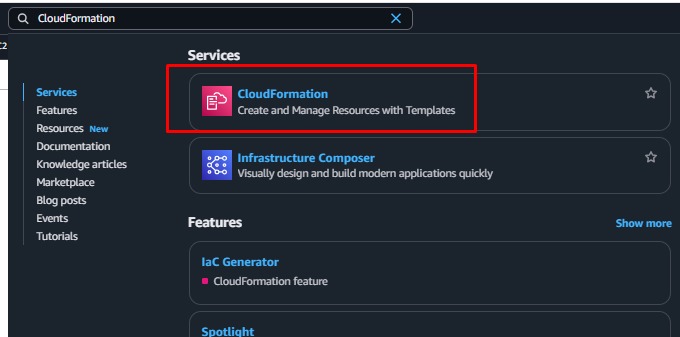 CloudFormation
C2
Services
Services
Features
Resources New
Documentation
Knowledge articles
Marketplace
Blog posts
Events
Tutorials
CloudFormation
Create and Manage Resources with Templates
Infrastructure Composer
Visually design and build modern applications quickly
Features
Show more
IaC Generator
CloudFormation feature
Spotlight